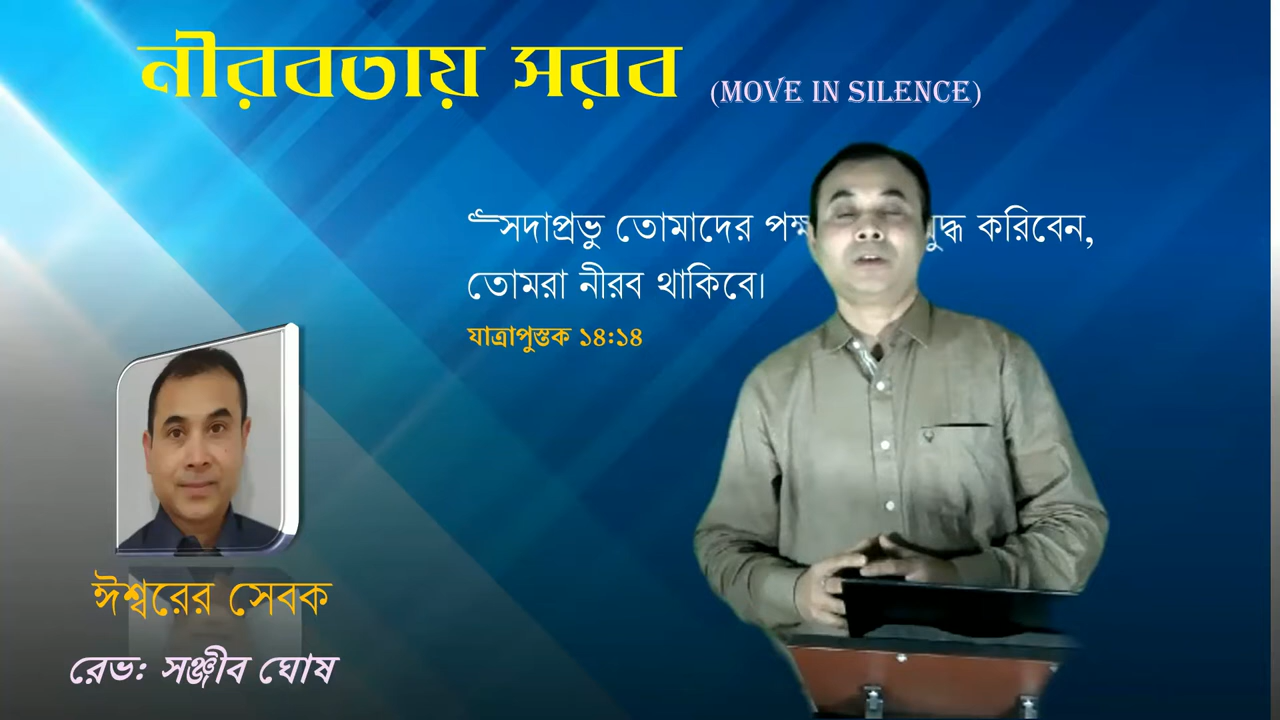 নীরবতায় সরব (MOVE IN SILENCE)
সদাপ্রভু তোমাদের করিবেন,
তোমরা নীরব থাকিবে।
যাত্রাপুস্তক ১৪:১৪
ঈশ্বরের সেবক
রেভঃ সঞ্জীব ঘোষ